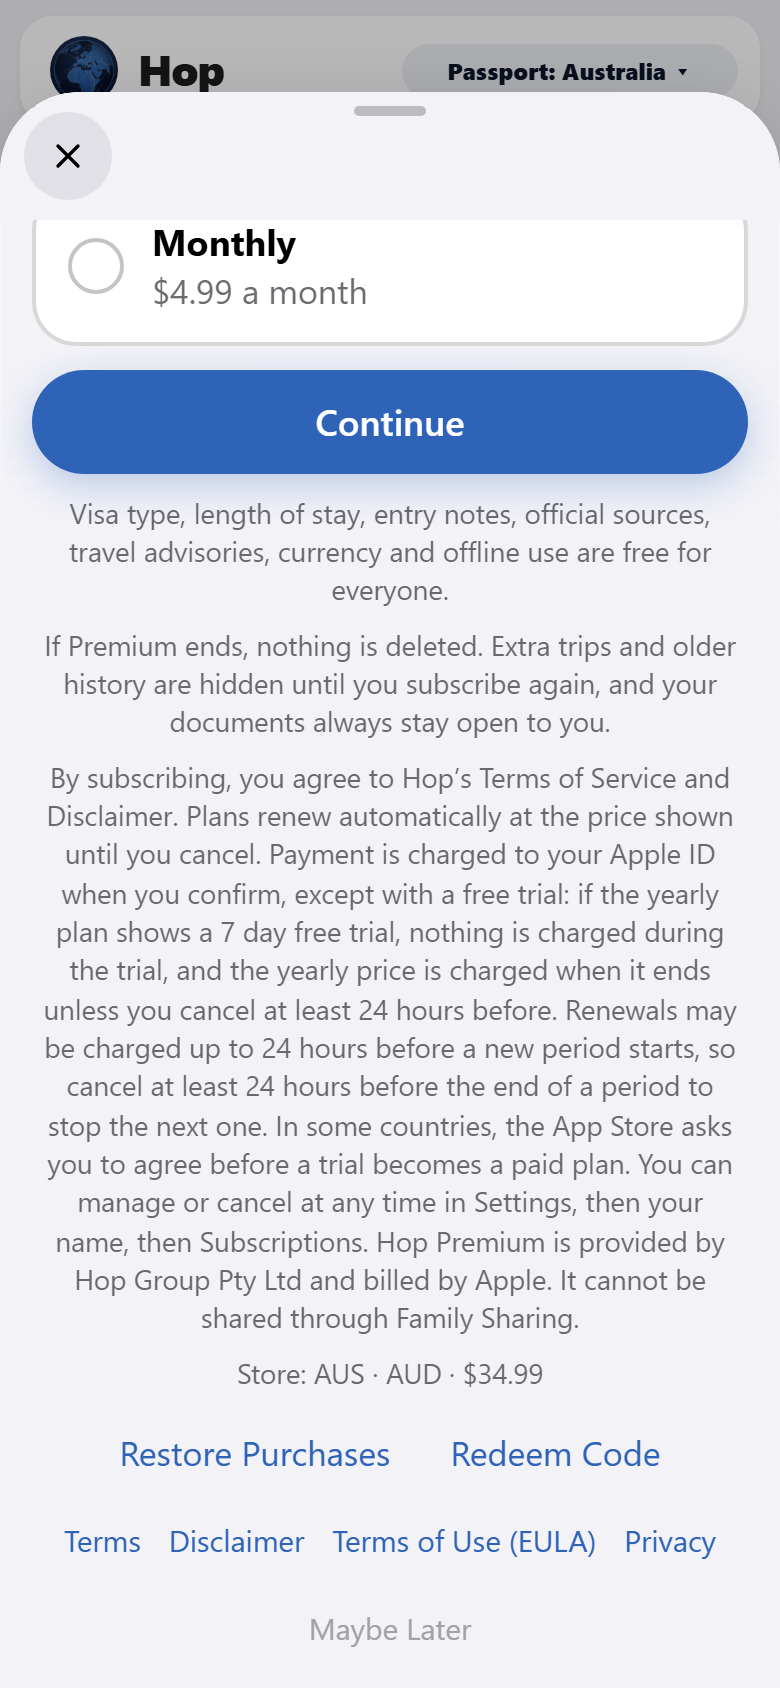 Hop
Passport: Australia
Monthly
$4.99 a month
Continue
Visa type, length of stay, entry notes, official sources,
travel advisories, currency and offline use are free for
everyone.
If Premium ends, nothing is deleted. Extra trips and older
history are hidden until you subscribe again, and your
documents always stay open to you.
By subscribing, you agree to Hop’s Terms of Service and
Disclaimer. Plans renew automatically at the price shown
until you cancel. Payment is charged to your Apple ID
when you confirm, except with a free trial: if the yearly
plan shows a 7 day free trial, nothing is charged during
the trial, and the yearly price is charged when it ends
unless you cancel at least 24 hours before. Renewals may
be charged up to 24 hours before a new period starts, so
cancel at least 24 hours before the end of a period to
stop the next one. In some countries, the App Store asks
you to agree before a trial becomes a paid plan. You can
manage or cancel at any time in Settings, then your
name, then Subscriptions. Hop Premium is provided by
Hop Group Pty Ltd and billed by Apple. It cannot be
shared through Family Sharing.
Store: AUS · AUD · $34.99
Restore Purchases Redeem Code
Terms Disclaimer Terms of Use (EULA) Privacy
Maybe Later